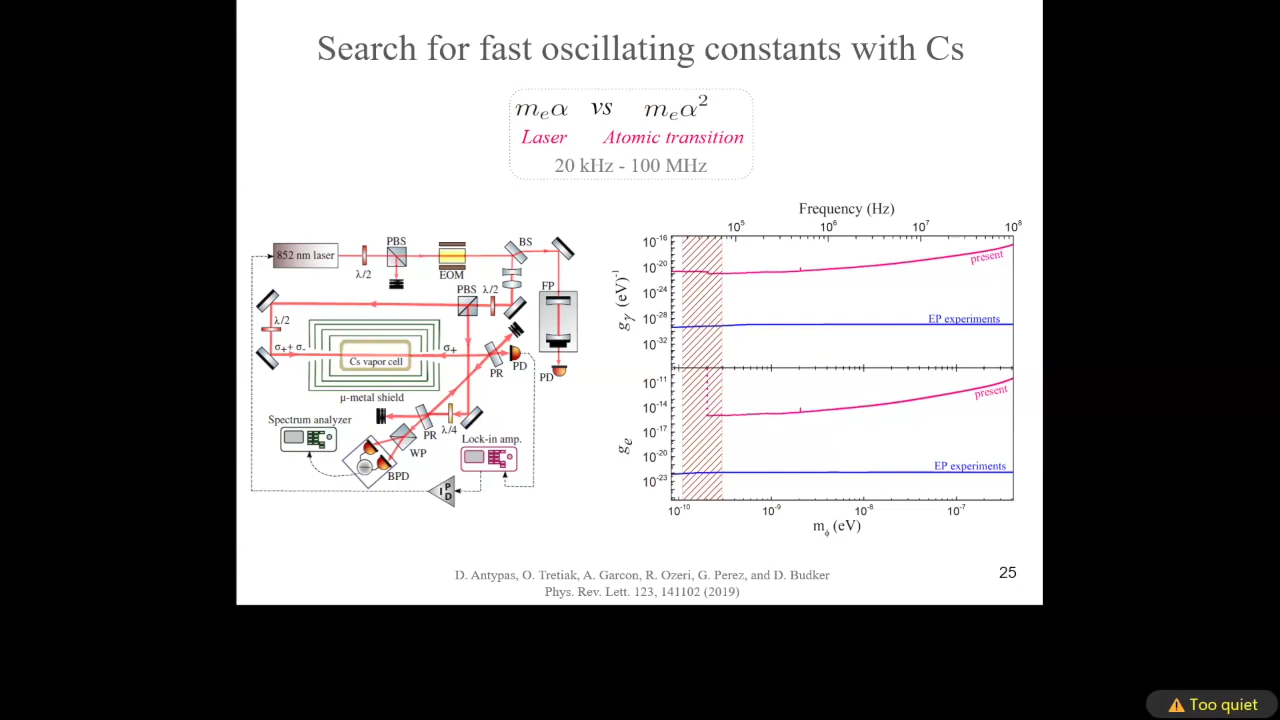 Search for fast oscillating constants with Cs
mₑα vs mₑα²
Laser Atomic transition
20 kHz - 100 MHz
852 nm laser
λ/2
PBS
EOM
BS
PBS
λ/2
FP
λ/2
σ₊+ σ₋
Cs vapor cell
σ₊
PR
PD
PD
μ-metal shield
Spectrum analyzer
PR
λ/4
WP
BPD
Lock-in amp.
P
I
D
Frequency (Hz)
10⁵ 10⁶ 10⁷ 10⁸
10⁻¹⁶
10⁻²⁰
10⁻²⁴
10⁻²⁸
10⁻³²
g_γ (eV)⁻¹
present
EP experiments
10⁻¹¹
10⁻¹⁴
10⁻¹⁷
10⁻²⁰
10⁻²³
gₑ
present
EP experiments
10⁻¹⁰ 10⁻⁹ 10⁻⁸ 10⁻⁷
m_ϕ (eV)
D. Antypas, O. Tretiak, A. Garcon, R. Ozeri, G. Perez, and D. Budker
Phys. Rev. Lett. 123, 141102 (2019)
25
Too quiet